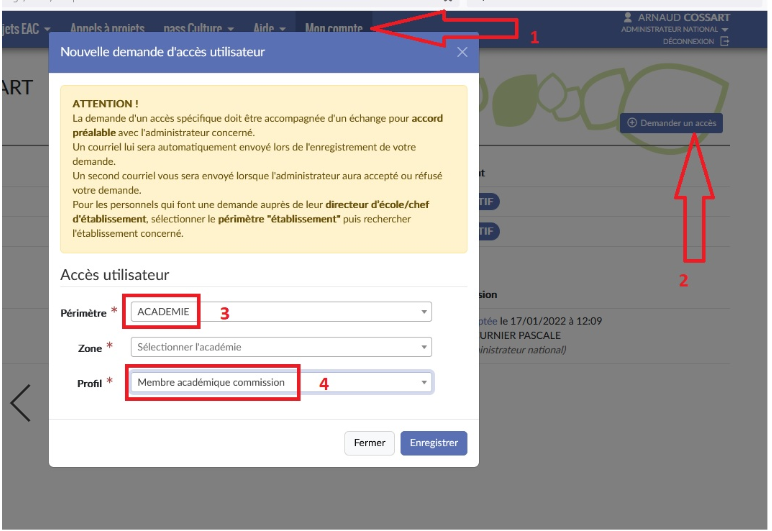 jets EAC Appels à projets pass Culture Aide Mon compte
1
ARNAUD COSSART
ADMINISTRATEUR NATIONAL
DÉCONNEXION
Nouvelle demande d'accès utilisateur
ART
Demander un accès
ATTENTION !
La demande d'un accès spécifique doit être accompagnée d'un échange pour accord
préalable avec l'administrateur concerné.
Un courriel lui sera automatiquement envoyé lors de l'enregistrement de votre
demande.
Un second courriel vous sera envoyé lorsque l'administrateur aura accepté ou refusé
votre demande.
Pour les personnels qui font une demande auprès de leur directeur d'école/chef
d'établissement, sélectionner le périmètre "établissement" puis rechercher
l'établissement concerné.
nt
TIF
TIF
2
Accès utilisateur
sion
Périmètre * ACADEMIE 3
ptée le 17/01/2022 à 12:09
URNIER PASCALE
inistrateur national)
Zone * Sélectionner l'académie
Profil * Membre académique commission 4
Fermer Enregistrer